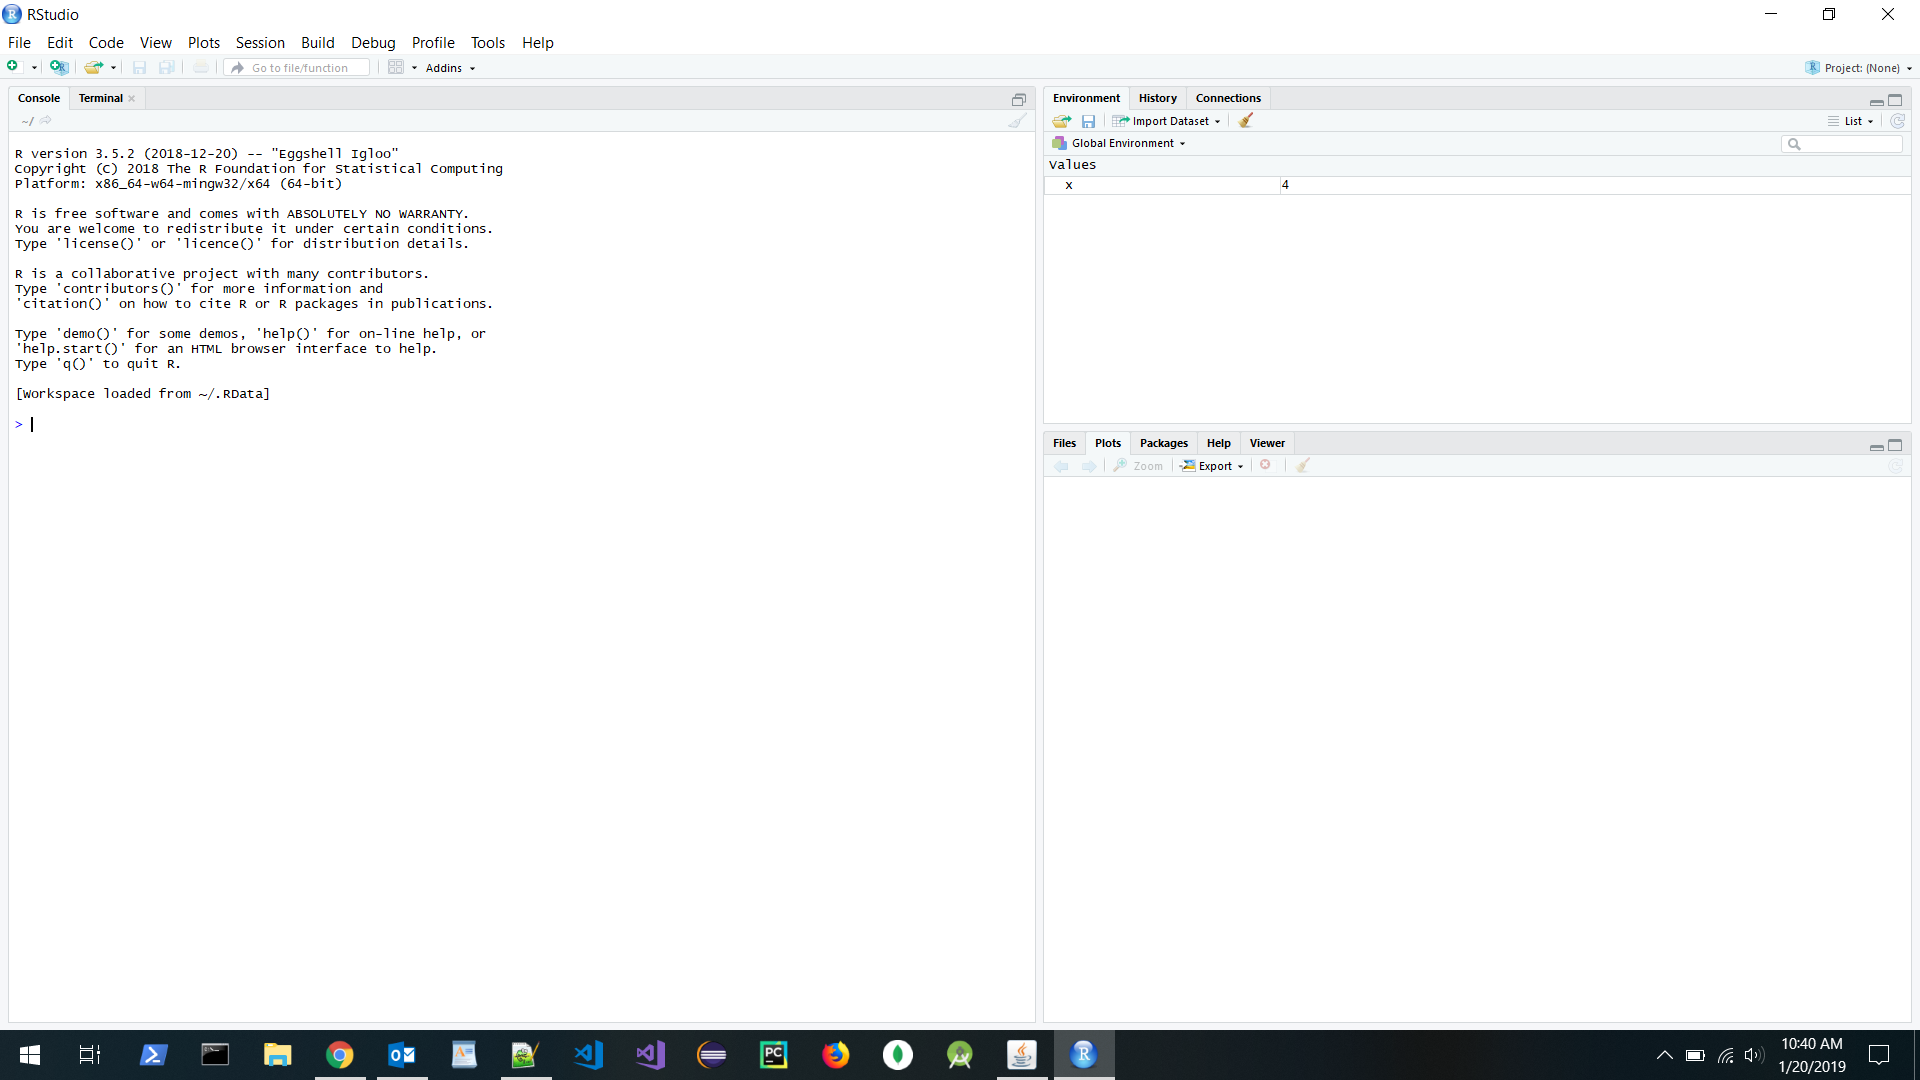 RStudio
File Edit Code View Plots Session Build Debug Profile Tools Help
Go to file/function Addins Project: (None)
Console Terminal
~/
R version 3.5.2 (2018-12-20) -- "Eggshell Igloo"
Copyright (C) 2018 The R Foundation for Statistical Computing
Platform: x86_64-w64-mingw32/x64 (64-bit)
R is free software and comes with ABSOLUTELY NO WARRANTY.
You are welcome to redistribute it under certain conditions.
Type 'license()' or 'licence()' for distribution details.
R is a collaborative project with many contributors.
Type 'contributors()' for more information and
'citation()' on how to cite R or R packages in publications.
Type 'demo()' for some demos, 'help()' for on-line help, or
'help.start()' for an HTML browser interface to help.
Type 'q()' to quit R.
[Workspace loaded from ~/.RData]
>
Environment History Connections
Import Dataset List
Global Environment
Values
x 4
Files Plots Packages Help Viewer
Zoom Export
PC
R
10:40 AM
1/20/2019